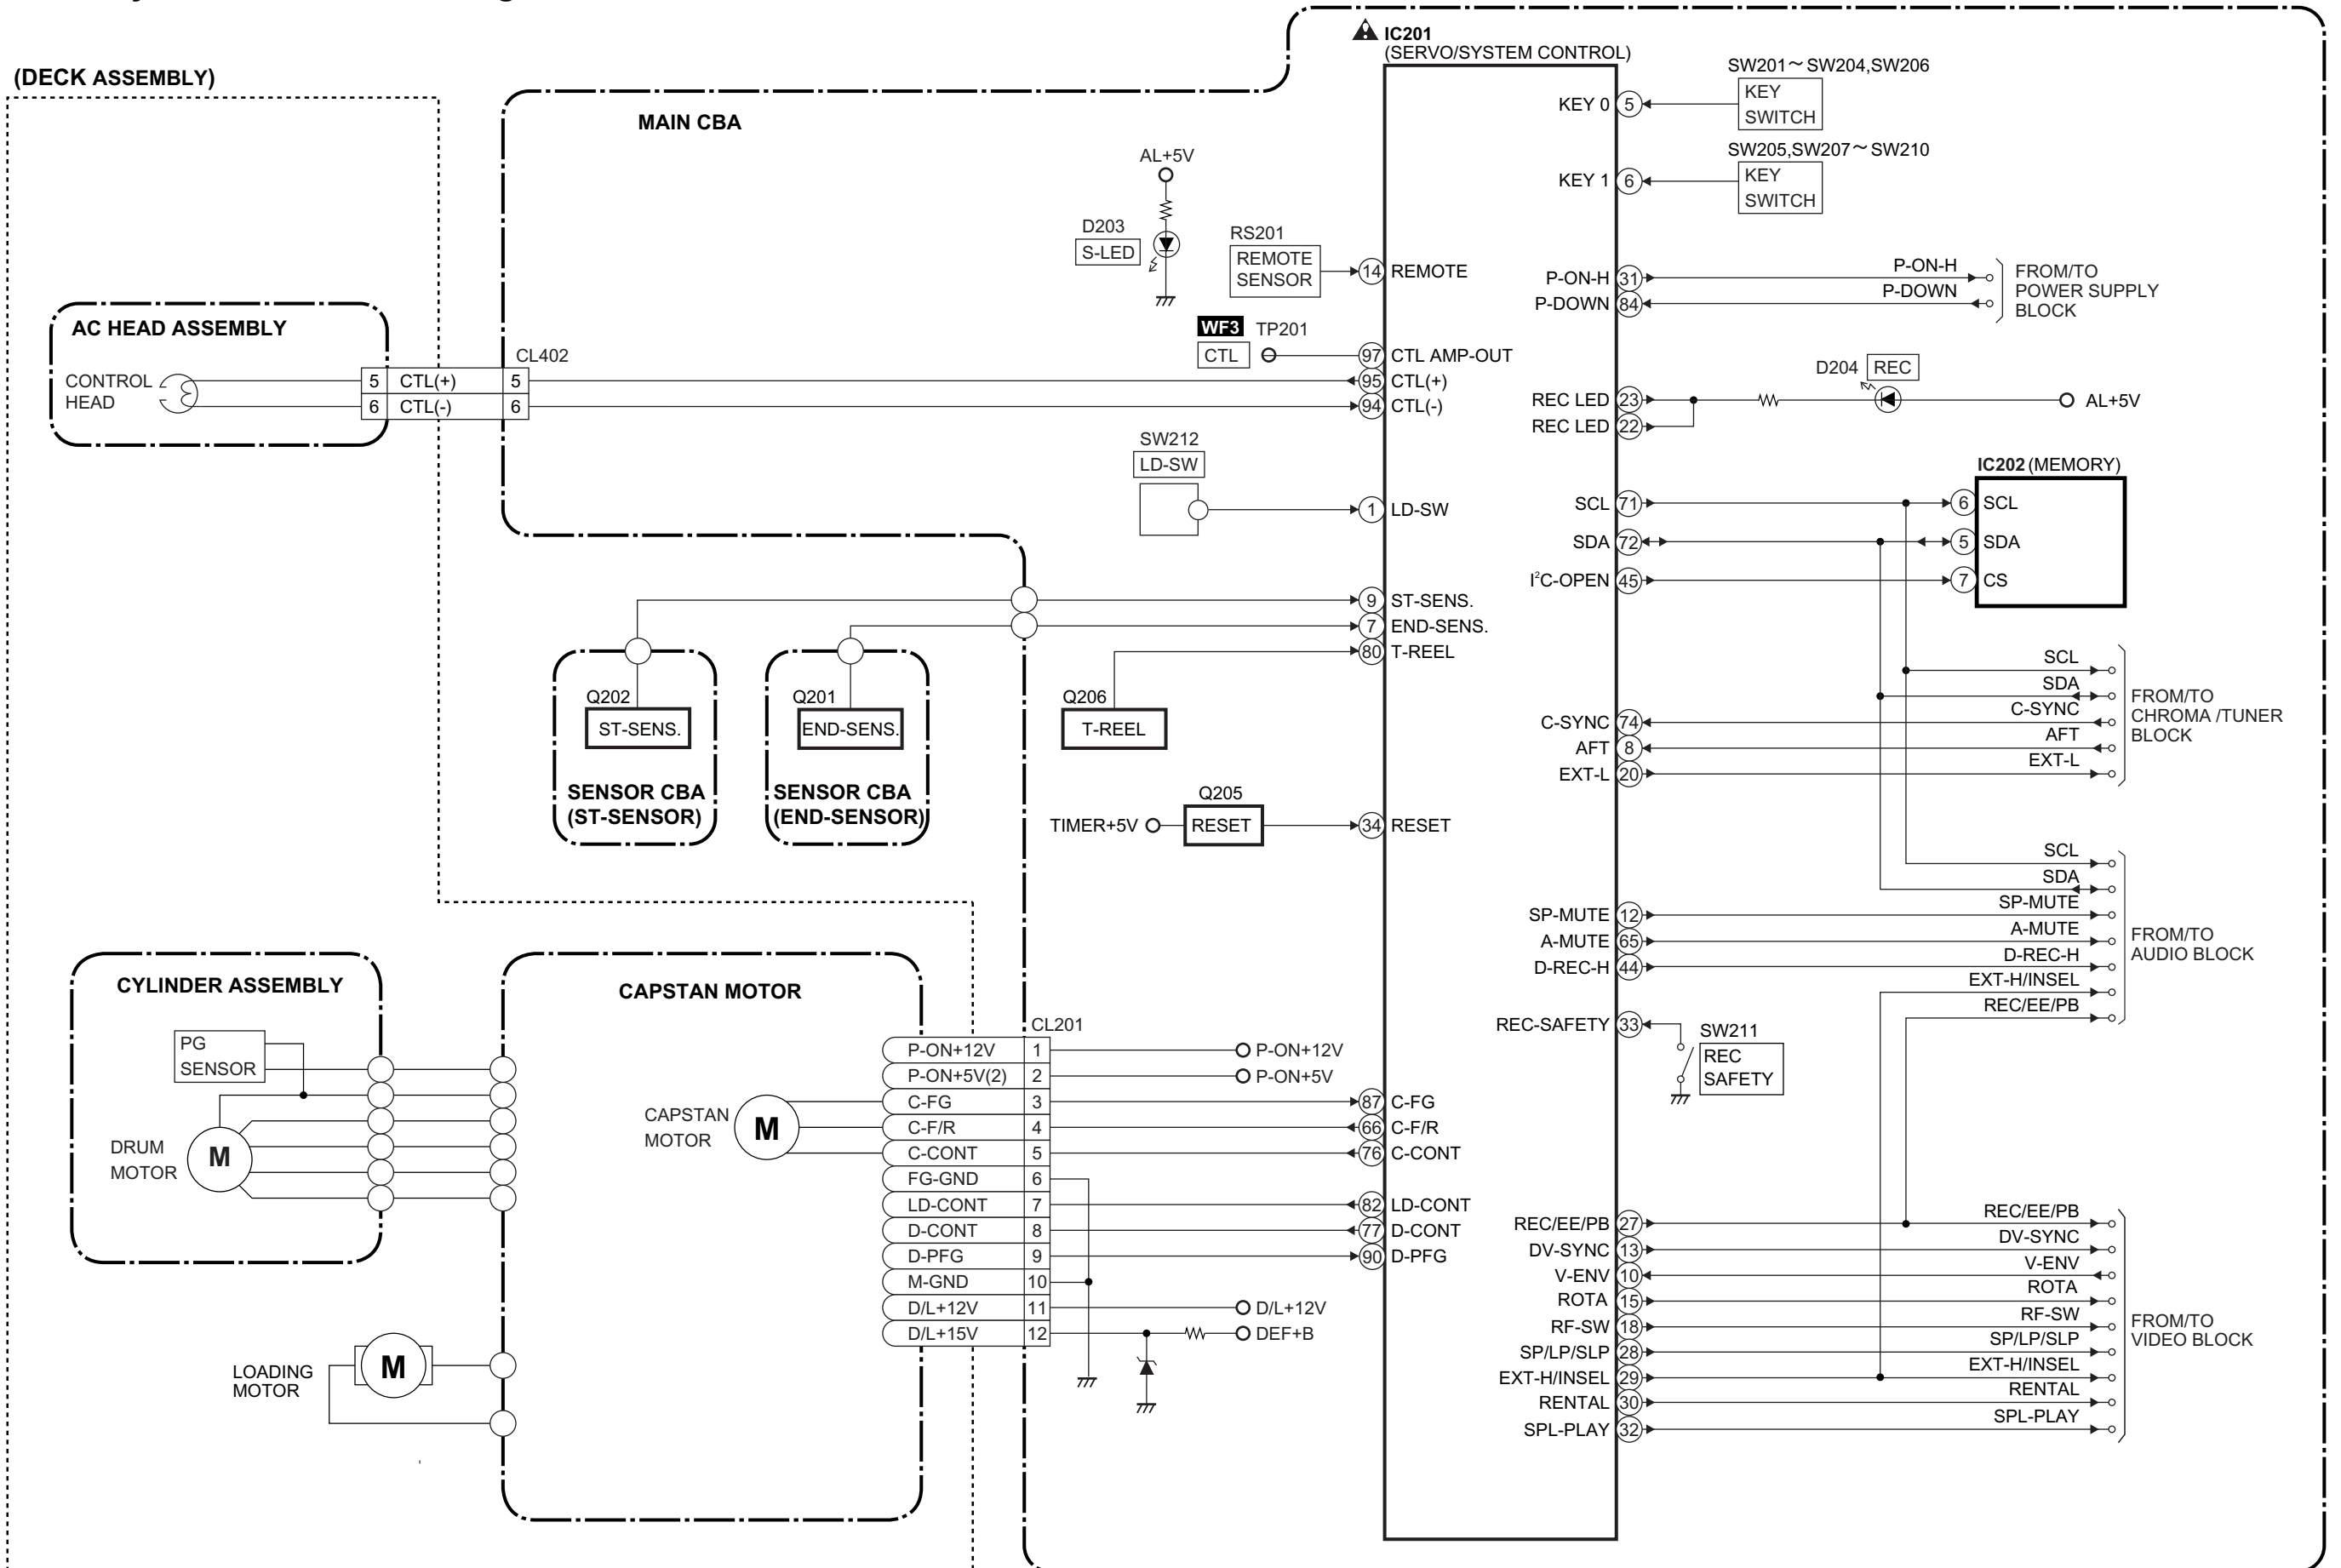 (DECK ASSEMBLY)
MAIN CBA
IC201
(SERVO/SYSTEM CONTROL)
AL+5V
D203
S-LED
RS201
REMOTE
SENSOR
14 REMOTE
WF3 TP201
CTL
97 CTL AMP-OUT
95 CTL(+)
94 CTL(-)
AC HEAD ASSEMBLY
CONTROL
HEAD
CL402
5 CTL(+) 5
6 CTL(-) 6
SW212
LD-SW
1 LD-SW
9 ST-SENS.
7 END-SENS.
80 T-REEL
Q202
ST-SENS.
SENSOR CBA
(ST-SENSOR)
Q201
END-SENS.
SENSOR CBA
(END-SENSOR)
Q206
T-REEL
Q205
TIMER+5V
RESET
34 RESET
CYLINDER ASSEMBLY
PG
SENSOR
DRUM
MOTOR
M
CAPSTAN MOTOR
CAPSTAN
MOTOR
M
LOADING
MOTOR
M
CL201
P-ON+12V 1 P-ON+12V
P-ON+5V(2) 2 P-ON+5V
C-FG 3 87 C-FG
C-F/R 4 66 C-F/R
C-CONT 5 76 C-CONT
FG-GND 6
LD-CONT 7 82 LD-CONT
D-CONT 8 77 D-CONT
D-PFG 9 90 D-PFG
M-GND 10
D/L+12V 11 D/L+12V
D/L+15V 12 DEF+B
SW201～SW204,SW206
KEY 0 5
KEY
SWITCH
SW205,SW207～SW210
KEY 1 6
KEY
SWITCH
P-ON-H 31 P-ON-H
P-DOWN 84 P-DOWN
FROM/TO
POWER SUPPLY
BLOCK
D204 REC
REC LED 23 AL+5V
REC LED 22
IC202 (MEMORY)
SCL 71 6 SCL
SDA 72 5 SDA
I²C-OPEN 45 7 CS
SCL
SDA
C-SYNC 74 C-SYNC
AFT 8 AFT
EXT-L 20 EXT-L
FROM/TO
CHROMA /TUNER
BLOCK
SCL
SDA
SP-MUTE 12 SP-MUTE
A-MUTE 65 A-MUTE
D-REC-H 44 D-REC-H
EXT-H/INSEL
REC/EE/PB
FROM/TO
AUDIO BLOCK
REC-SAFETY 33
SW211
REC
SAFETY
REC/EE/PB 27 REC/EE/PB
DV-SYNC 13 DV-SYNC
V-ENV 10 V-ENV
ROTA 15 ROTA
RF-SW 18 RF-SW
SP/LP/SLP 28 SP/LP/SLP
EXT-H/INSEL 29 EXT-H/INSEL
RENTAL 30 RENTAL
SPL-PLAY 32 SPL-PLAY
FROM/TO
VIDEO BLOCK